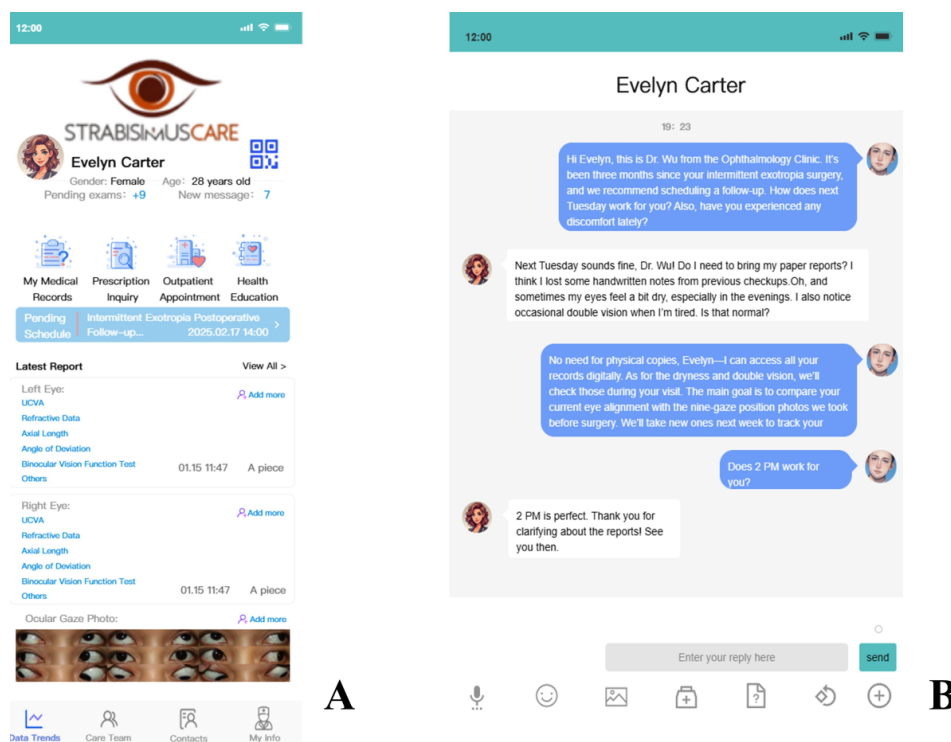 12:00
STRABISIMUSCARE
Evelyn Carter
Gender: Female Age: 28 years old
Pending exams: +9 New message: 7
My Medical Records
Prescription Inquiry
Outpatient Appointment
Health Education
Pending Schedule
Intermittent Exotropia Postoperative
Follow-up... 2025.02.17 14:00 >
Latest Report View All >
Left Eye:
Add more
UCVA
Refractive Data
Axial Length
Angle of Deviation
Binocular Vision Function Test
Others
01.15 11:47 A piece
Right Eye:
Add more
UCVA
Refractive Data
Axial Length
Angle of Deviation
Binocular Vision Function Test
Others
01.15 11:47 A piece
Ocular Gaze Photo: Add more
Data Trends
Care Team
Contacts
My Info
A
12:00
Evelyn Carter
19: 23
Hi Evelyn, this is Dr. Wu from the Ophthalmology Clinic. It's
been three months since your intermittent exotropia surgery,
and we recommend scheduling a follow-up. How does next
Tuesday work for you? Also, have you experienced any
discomfort lately?
Next Tuesday sounds fine, Dr. Wu! Do I need to bring my paper reports? I
think I lost some handwritten notes from previous checkups.Oh, and
sometimes my eyes feel a bit dry, especially in the evenings. I also notice
occasional double vision when I'm tired. Is that normal?
No need for physical copies, Evelyn—I can access all your
records digitally. As for the dryness and double vision, we'll
check those during your visit. The main goal is to compare your
current eye alignment with the nine-gaze position photos we took
before surgery. We'll take new ones next week to track your
Does 2 PM work for
you?
2 PM is perfect. Thank you for
clarifying about the reports! See
you then.
Enter your reply here
send
B